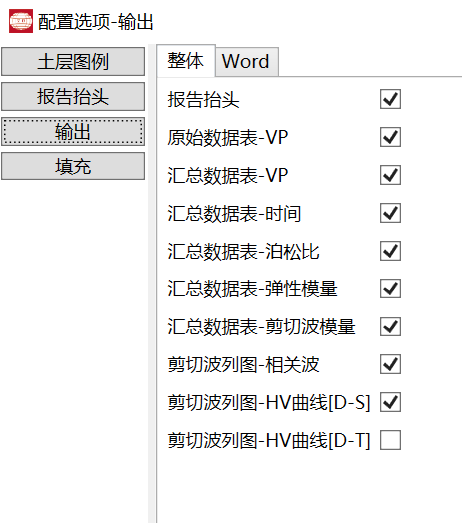 配置选项-输出
土层图例
报告抬头
输出
填充
整体 Word
报告抬头
原始数据表-VP
汇总数据表-VP
汇总数据表-时间
汇总数据表-泊松比
汇总数据表-弹性模量
汇总数据表-剪切波模量
剪切波列图-相关波
剪切波列图-HV曲线[D-S]
剪切波列图-HV曲线[D-T]